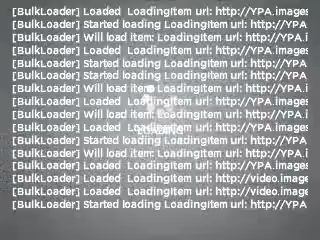 [BulkLoader] Loaded LoadingItem url: http://YPA.images
[BulkLoader] Started loading LoadingItem url: http://YPA
[BulkLoader] Will load item: LoadingItem url: http://YPA.i
[BulkLoader] Loaded LoadingItem url: http://YPA.images
[BulkLoader] Started loading LoadingItem url: http://YPA
[BulkLoader] Started loading LoadingItem url: http://YPA
[BulkLoader] Will load item: LoadingItem url: http://YPA.i
[BulkLoader] Loaded LoadingItem url: http://YPA.images
[BulkLoader] Will load item: LoadingItem url: http://YPA.i
[BulkLoader] Loaded LoadingItem url: http://YPA.images
LOADING
[BulkLoader] Started loading LoadingItem url: http://YPA
[BulkLoader] Will load item: LoadingItem url: http://YPA.i
[BulkLoader] Loaded LoadingItem url: http://YPA.images
[BulkLoader] Loaded LoadingItem url: http://video.image
[BulkLoader] Loaded LoadingItem url: http://video.image
[BulkLoader] Started loading LoadingItem url: http://YPA